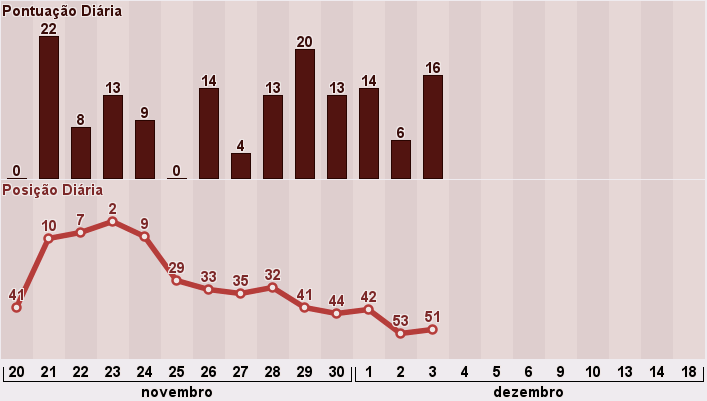 Pontuação Diária
0 22 8 13 9 0 14 4 13 20 13 14 6 16
Posição Diária
41 10 7 2 9 29 33 35 32 41 44 42 53 51
20 21 22 23 24 25 26 27 28 29 30 1 2 3 4 5 6 9 10 13 14 18
novembro dezembro